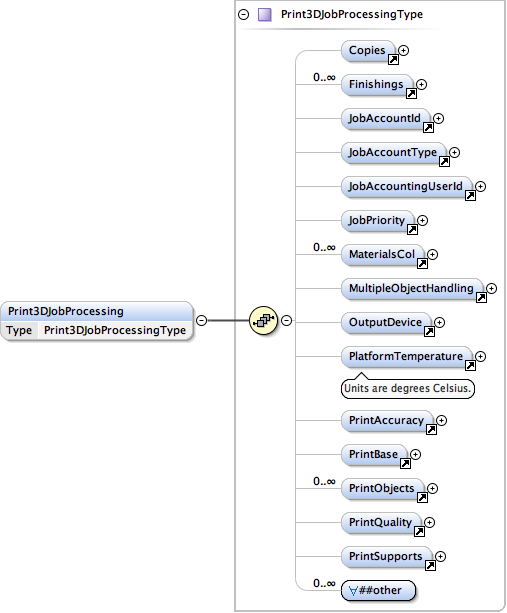 Print3DJobProcessingType
Copies
0..∞
Finishings
JobAccountId
JobAccountType
JobAccountingUserId
JobPriority
0..∞
MaterialsCol
MultipleObjectHandling
Print3DJobProcessing
Type Print3DJobProcessingType
OutputDevice
PlatformTemperature
Units are degrees Celsius.
PrintAccuracy
PrintBase
0..∞
PrintObjects
PrintQuality
PrintSupports
0..∞
∀##other